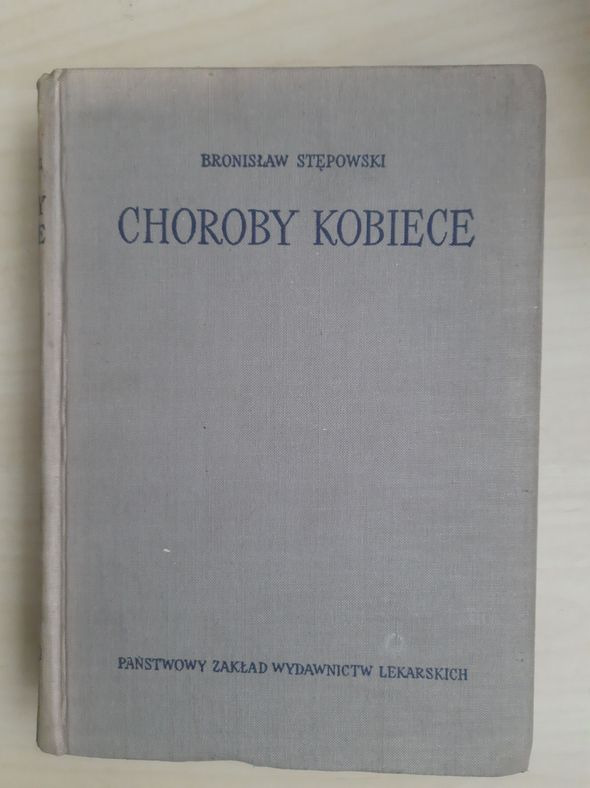 BRONISŁAW STĘPOWSKI
CHOROBY KOBIECE
PAŃSTWOWY ZAKŁAD WYDAWNICTW LEKARSKICH